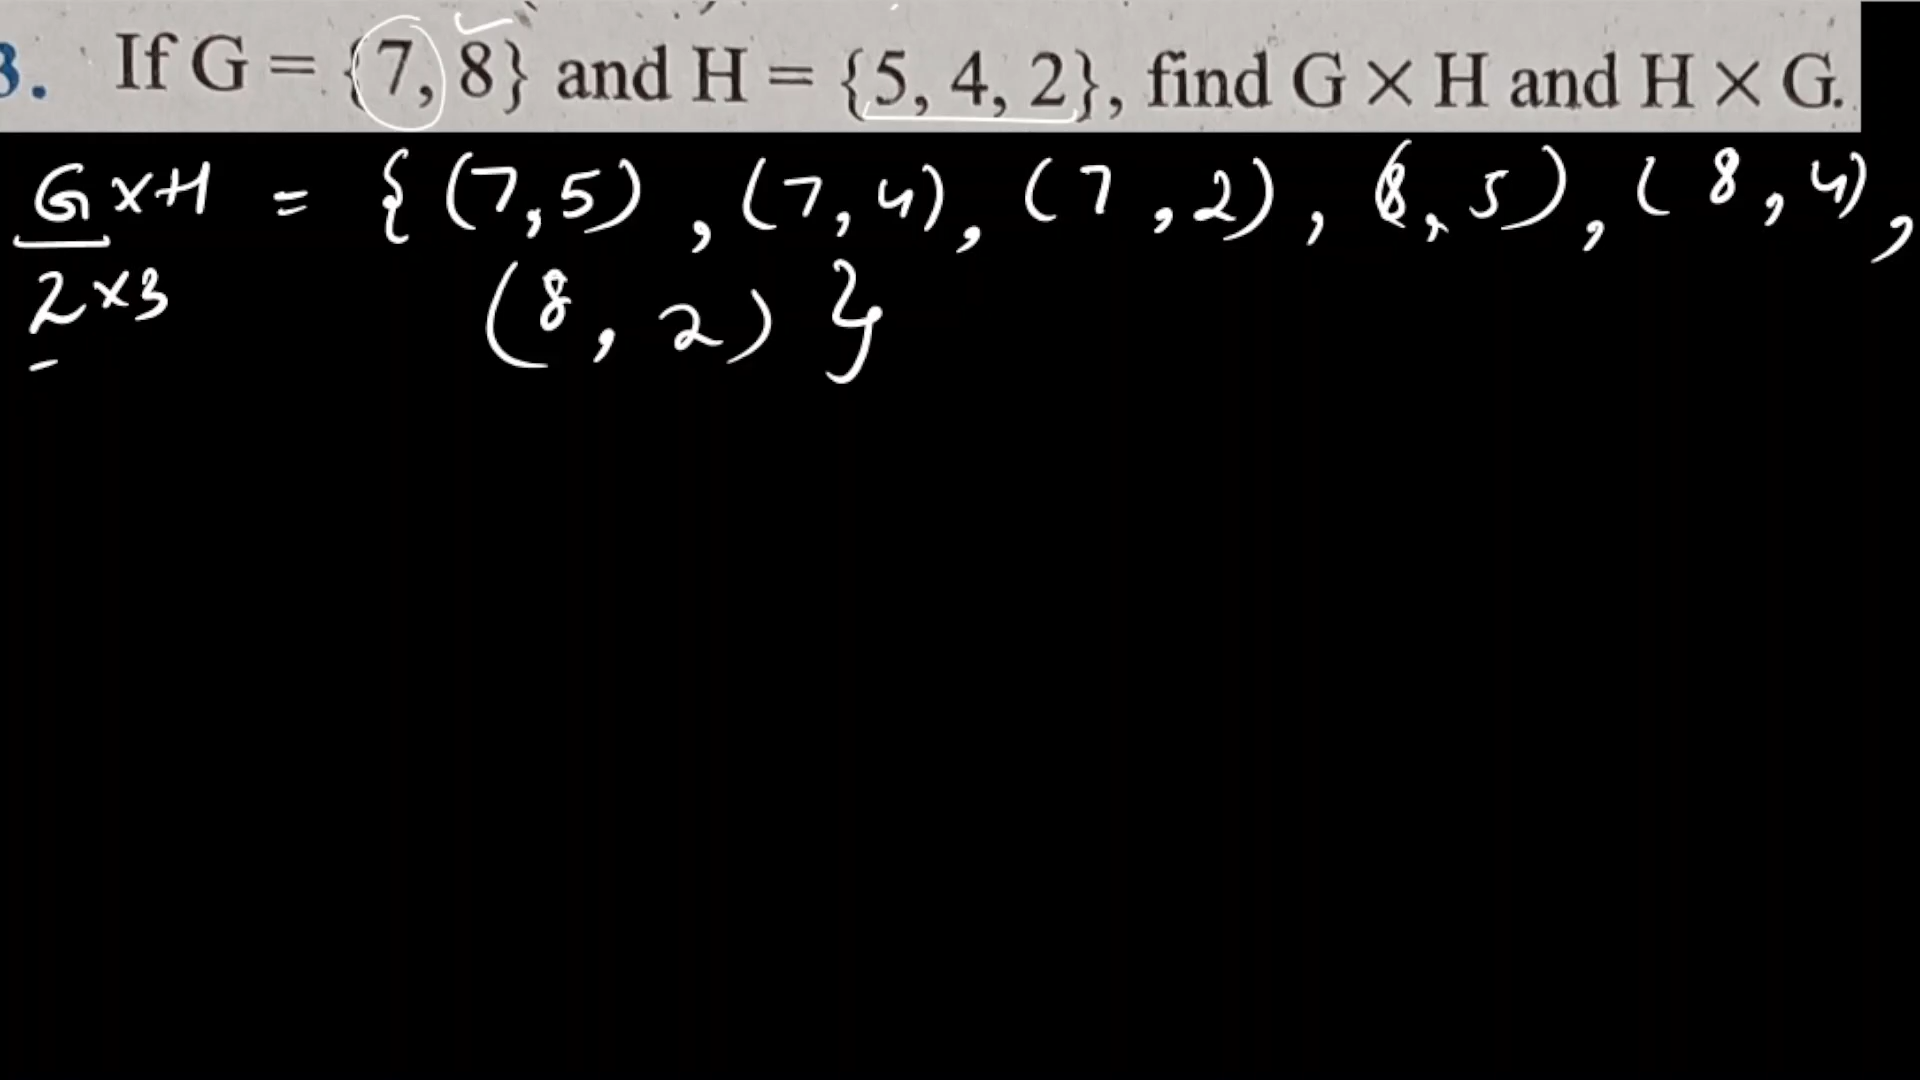 3. If G = {7, 8} and H = {5, 4, 2}, find G × H and H × G.
G × H = { (7,5) , (7,4), (7,2), (8,5), (8,4),
2×3 (8,2) }